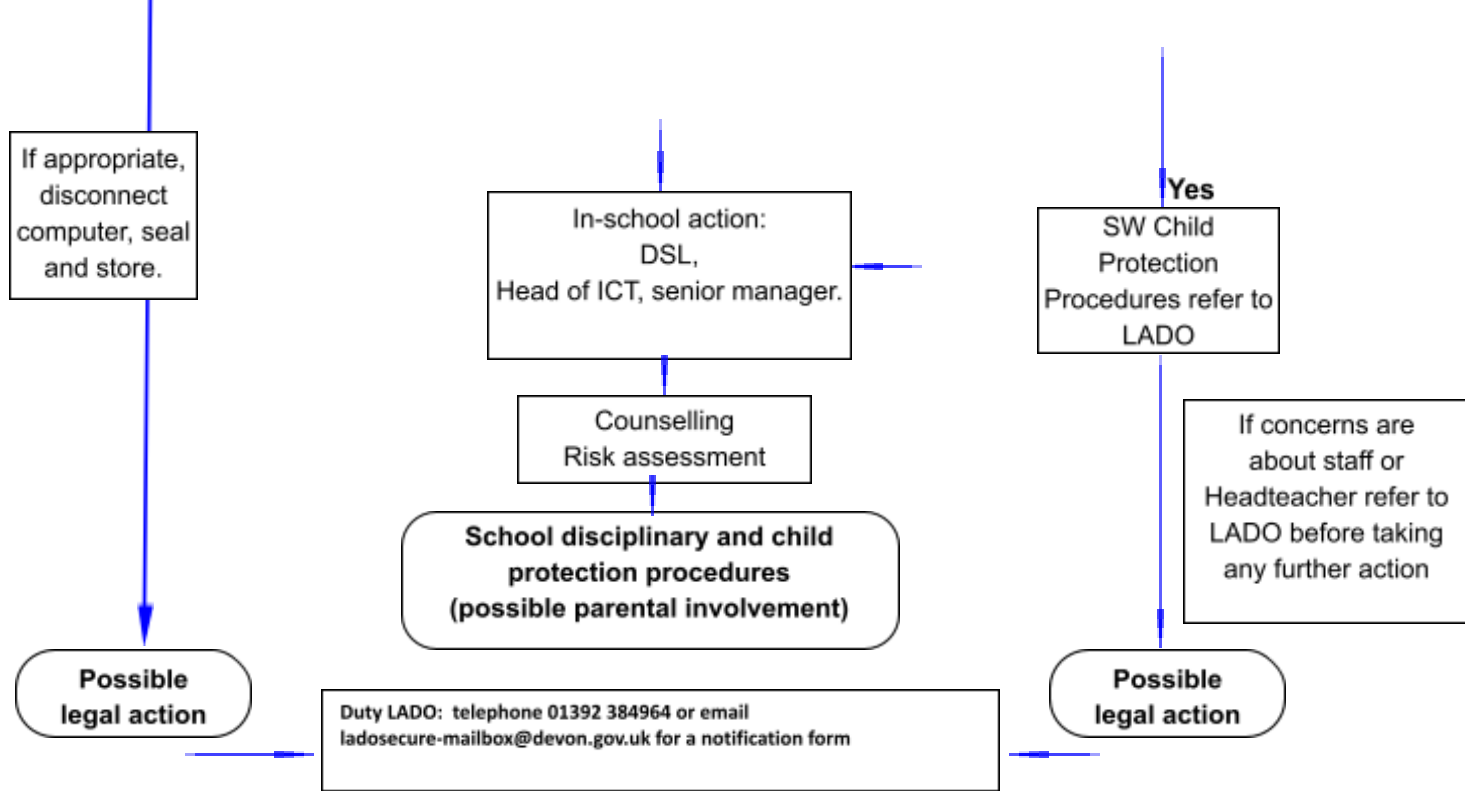 If appropriate,
disconnect
computer, seal
and store.
In-school action:
DSL,
Head of ICT, senior manager.
Yes
SW Child
Protection
Procedures refer to
LADO
Counselling
Risk assessment
If concerns are
about staff or
Headteacher refer to
LADO before taking
any further action
School disciplinary and child
protection procedures
(possible parental involvement)
Possible
legal action
Duty LADO: telephone 01392 384964 or email
ladosecure-mailbox@devon.gov.uk for a notification form
Possible
legal action